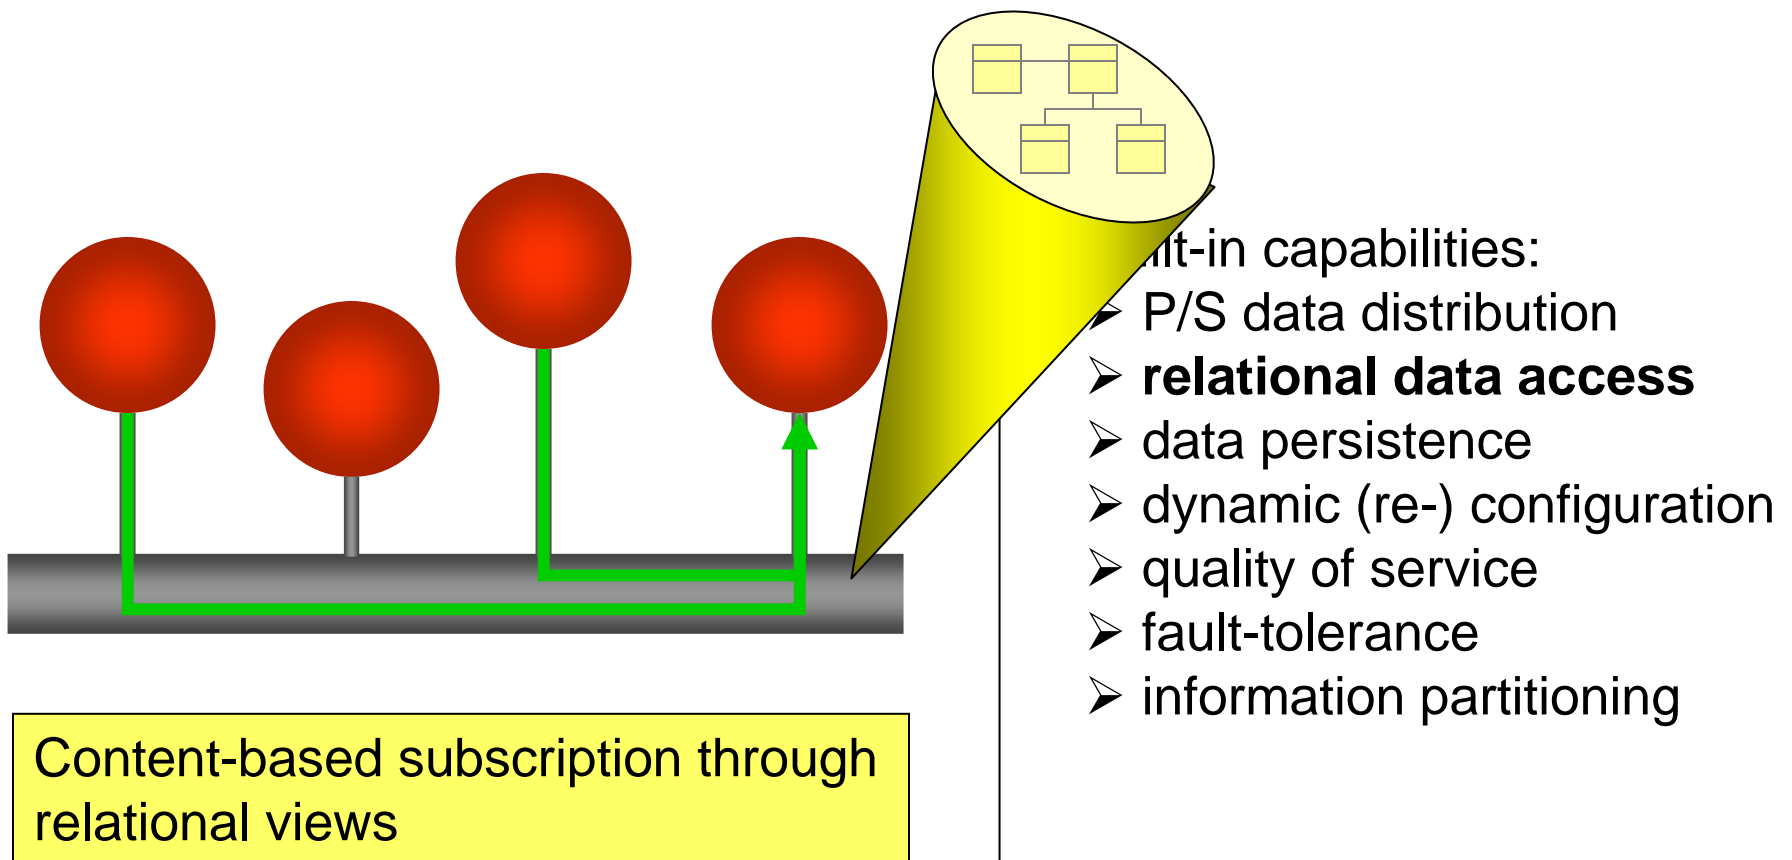 ilt-in capabilities:
➢ P/S data distribution
➢ relational data access
➢ data persistence
➢ dynamic (re-) configuration
➢ quality of service
➢ fault-tolerance
➢ information partitioning
Content-based subscription through
relational views